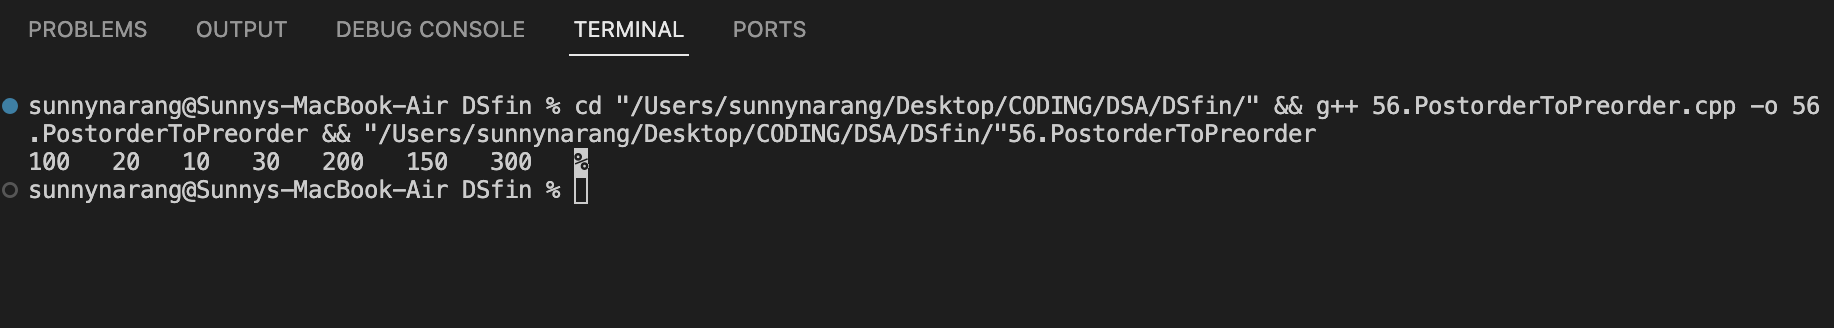 PROBLEMS OUTPUT DEBUG CONSOLE TERMINAL PORTS
sunnynarang@Sunnys-MacBook-Air DSfin % cd "/Users/sunnynarang/Desktop/CODING/DSA/DSfin/" && g++ 56.PostorderToPreorder.cpp -o 56
.PostorderToPreorder && "/Users/sunnynarang/Desktop/CODING/DSA/DSfin/"56.PostorderToPreorder
100   20   10   30   200   150   300   %
sunnynarang@Sunnys-MacBook-Air DSfin %